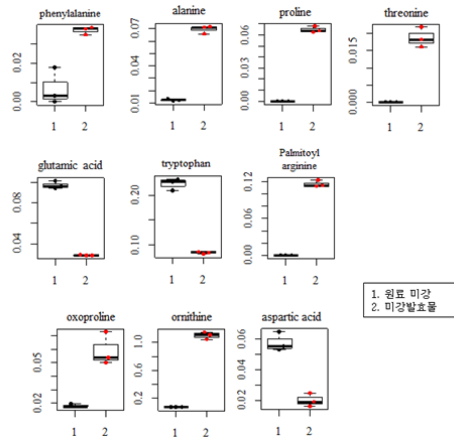 phenylalanine
0.00 0.02
1 2
alanine
0.01 0.04 0.07
1 2
proline
0.00 0.03 0.06
1 2
threonine
0.000 0.015
1 2
glutamic acid
0.04 0.08
1 2
tryptophan
0.10 0.20
1 2
Palmitoyl
arginine
0.00 0.06 0.12
1 2
1. 원료 미강
2. 미강발효물
oxoproline
0.02 0.05
1 2
ornithine
0.2 0.6 1.0
1 2
aspartic acid
0.02 0.04 0.06
1 2